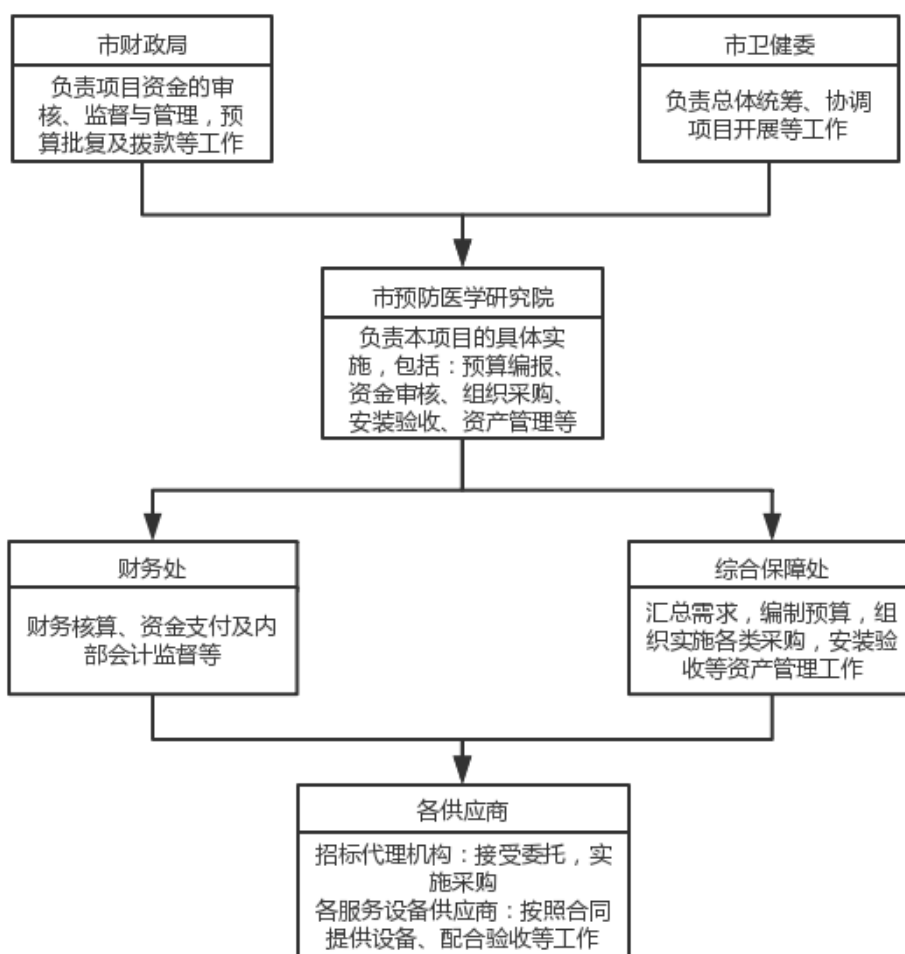 市财政局
负责项目资金的审
核、监督与管理，预
算批复及拨款等工作
市卫健委
负责总体统筹、协调
项目开展等工作
市预防医学研究院
负责本项目的具体实
施，包括：预算编报、
资金审核、组织采购、
安装验收、资产管理等
财务处
财务核算、资金支付及内
部会计监督等
综合保障处
汇总需求，编制预算，组
织实施各类采购，安装验
收等资产管理工作
各供应商
招标代理机构：接受委托，实
施采购
各服务设备供应商：按照合同
提供设备、配合验收等工作